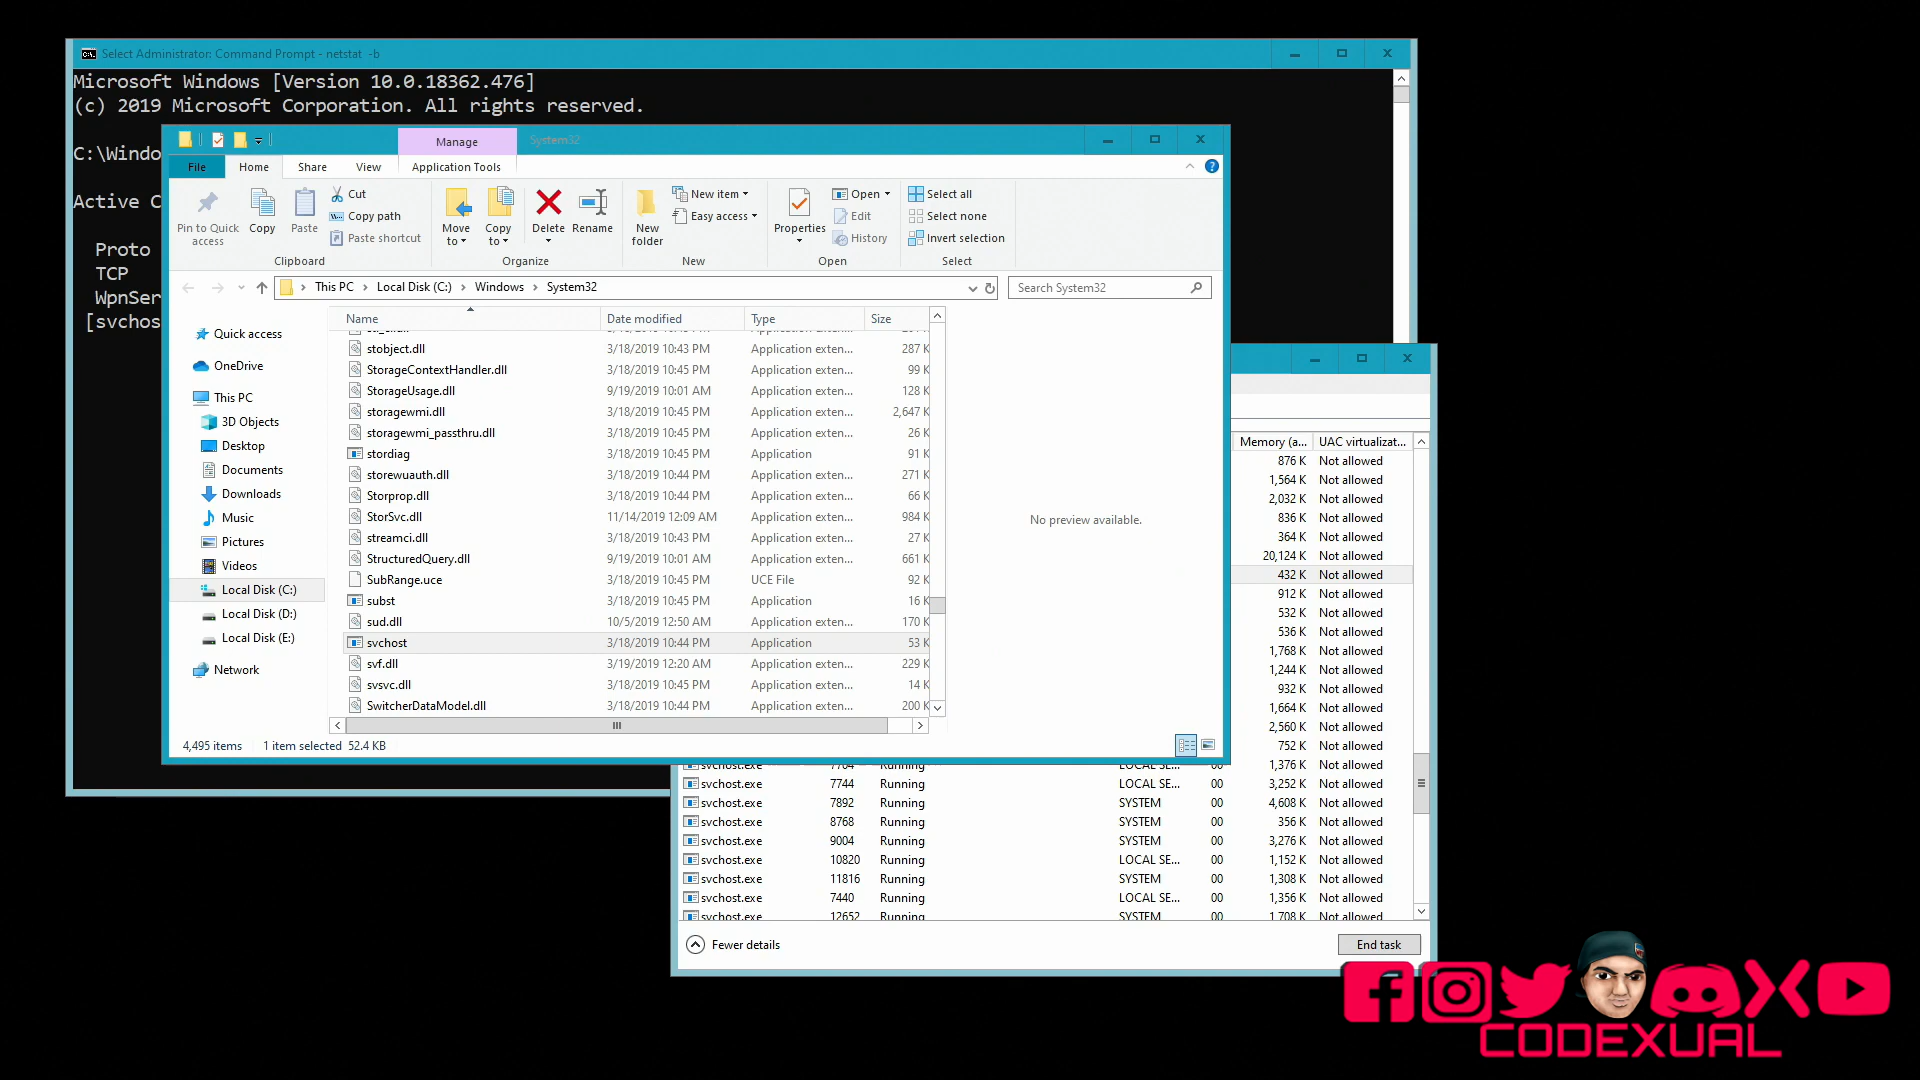 Select Administrator: Command Prompt - netstat -b
Microsoft Windows [Version 10.0.18362.476]
(c) 2019 Microsoft Corporation. All rights reserved.
C:\Windo
Active C
Proto
TCP
WpnSer
[svchos
Manage
System32
File
Home
Share
View
Application Tools
Pin to Quick access
Copy
Paste
Cut
Copy path
Paste shortcut
Clipboard
Move to
Copy to
Delete
Rename
Organize
New folder
New item
Easy access
New
Properties
Open
Edit
History
Open
Select all
Select none
Invert selection
Select
This PC > Local Disk (C:) > Windows > System32
Search System32
Quick access
OneDrive
This PC
3D Objects
Desktop
Documents
Downloads
Music
Pictures
Videos
Local Disk (C:)
Local Disk (D:)
Local Disk (E:)
Network
Name Date modified Type Size
stobject.dll 3/18/2019 10:43 PM Application exten... 287 K
StorageContextHandler.dll 3/18/2019 10:45 PM Application exten... 99 K
StorageUsage.dll 9/19/2019 10:01 AM Application exten... 128 K
storagewmi.dll 3/18/2019 10:45 PM Application exten... 2,647 K
storagewmi_passthru.dll 3/18/2019 10:45 PM Application exten... 26 K
stordiag 3/18/2019 10:45 PM Application 91 K
storewuauth.dll 3/18/2019 10:44 PM Application exten... 271 K
Storprop.dll 3/18/2019 10:44 PM Application exten... 66 K
StorSvc.dll 11/14/2019 12:09 AM Application exten... 984 K
streamci.dll 3/18/2019 10:43 PM Application exten... 27 K
StructuredQuery.dll 9/19/2019 10:01 AM Application exten... 661 K
SubRange.uce 3/18/2019 10:45 PM UCE File 92 K
subst 3/18/2019 10:45 PM Application 16 K
sud.dll 10/5/2019 12:50 AM Application exten... 170 K
svchost 3/18/2019 10:44 PM Application 53 K
svf.dll 3/19/2019 12:20 AM Application exten... 229 K
svsvc.dll 3/18/2019 10:45 PM Application exten... 14 K
SwitcherDataModel.dll 3/18/2019 10:44 PM Application exten... 200 K
No preview available.
4,495 items 1 item selected 52.4 KB
Memory (a... UAC virtualizat...
876 K Not allowed
1,564 K Not allowed
2,032 K Not allowed
836 K Not allowed
364 K Not allowed
20,124 K Not allowed
432 K Not allowed
912 K Not allowed
532 K Not allowed
536 K Not allowed
1,768 K Not allowed
1,244 K Not allowed
932 K Not allowed
1,664 K Not allowed
2,560 K Not allowed
752 K Not allowed
svchost.exe 7704 Running LOCAL SE... 00 1,376 K Not allowed
svchost.exe 7744 Running LOCAL SE... 00 3,252 K Not allowed
svchost.exe 7892 Running SYSTEM 00 4,608 K Not allowed
svchost.exe 8768 Running SYSTEM 00 356 K Not allowed
svchost.exe 9004 Running SYSTEM 00 3,276 K Not allowed
svchost.exe 10820 Running LOCAL SE... 00 1,152 K Not allowed
svchost.exe 11816 Running SYSTEM 00 1,308 K Not allowed
svchost.exe 7440 Running LOCAL SE... 00 1,356 K Not allowed
svchost.exe 12652 Running SYSTEM 00 1,708 K Not allowed
Fewer details
End task
CODEXUAL